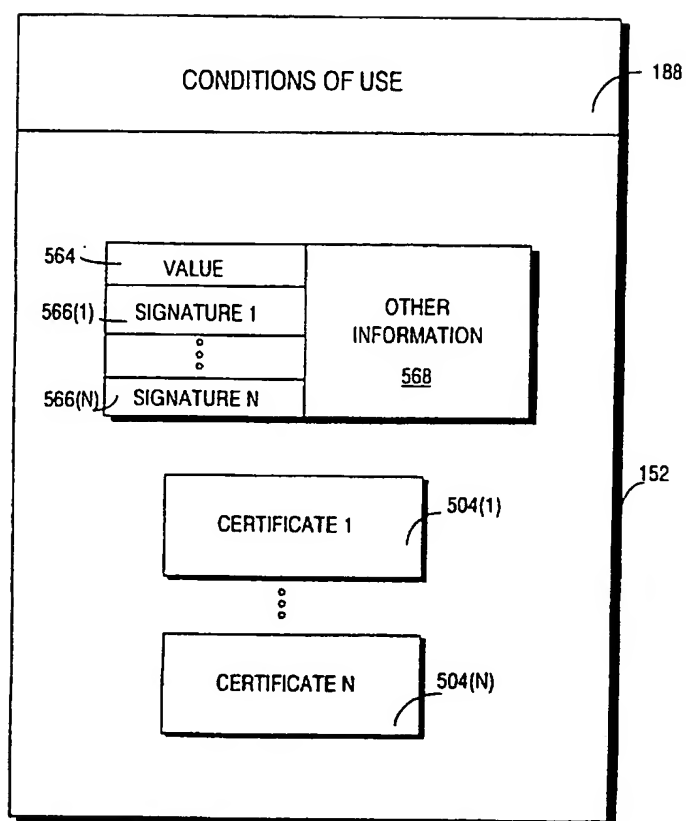 CONDITIONS OF USE
188
564
VALUE
566(1)
SIGNATURE 1
566(N)
SIGNATURE N
OTHER
INFORMATION
568
152
CERTIFICATE 1
504(1)
CERTIFICATE N
504(N)